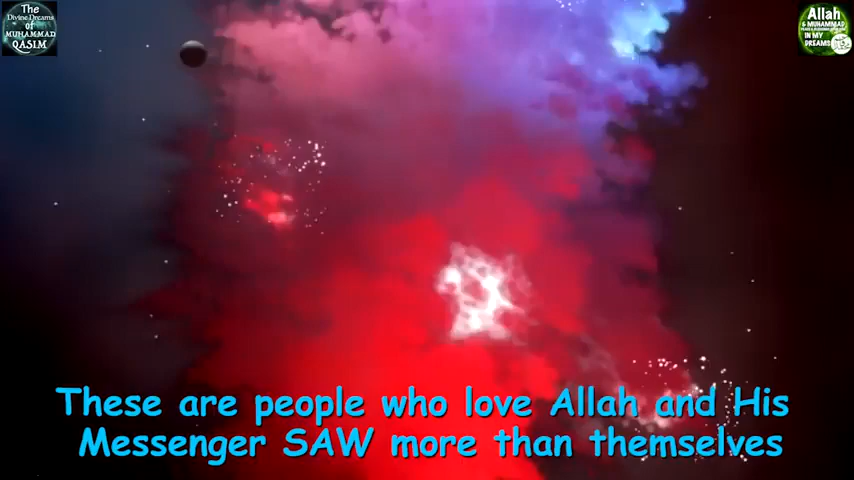 The
Divine Dreams
of
MUHAMMAD
QASIM
Allah
& MUHAMMAD
IN MY
DREAMS
These are people who love Allah and His
Messenger SAW more than themselves